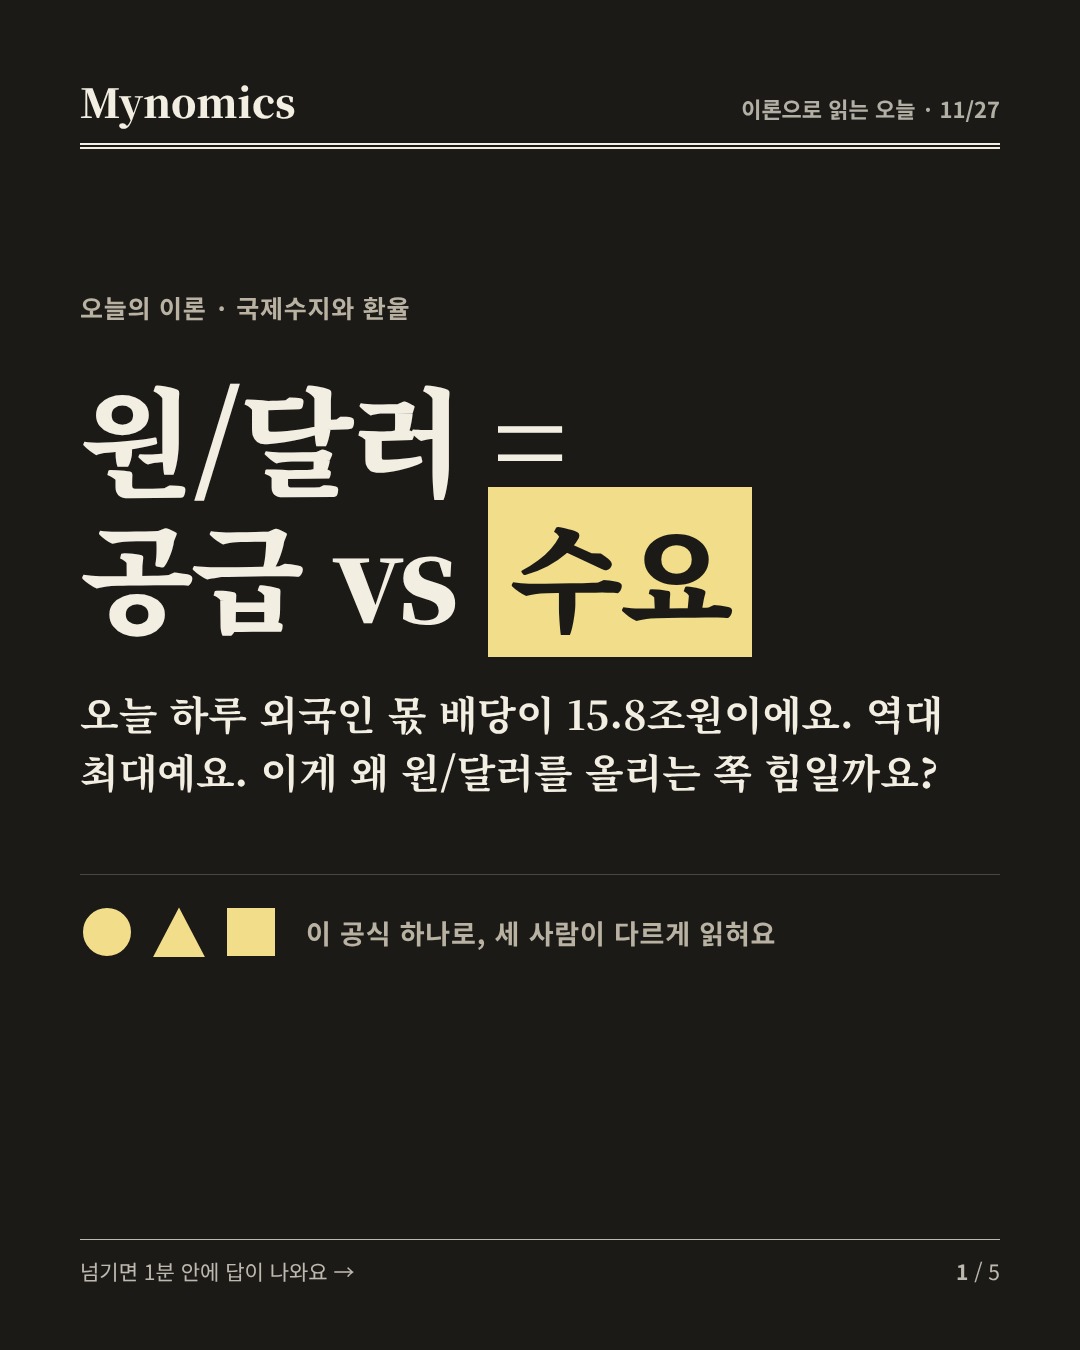 Mynomics
이론으로 읽는 오늘 · 11/27
오늘의 이론 · 국제수지와 환율
원/달러 =
공급 vs 수요
오늘 하루 외국인 몫 배당이 15.8조원이에요. 역대
최대예요. 이게 왜 원/달러를 올리는 쪽 힘일까요?
이 공식 하나로, 세 사람이 다르게 읽혀요
넘기면 1분 안에 답이 나와요 →
1 / 5